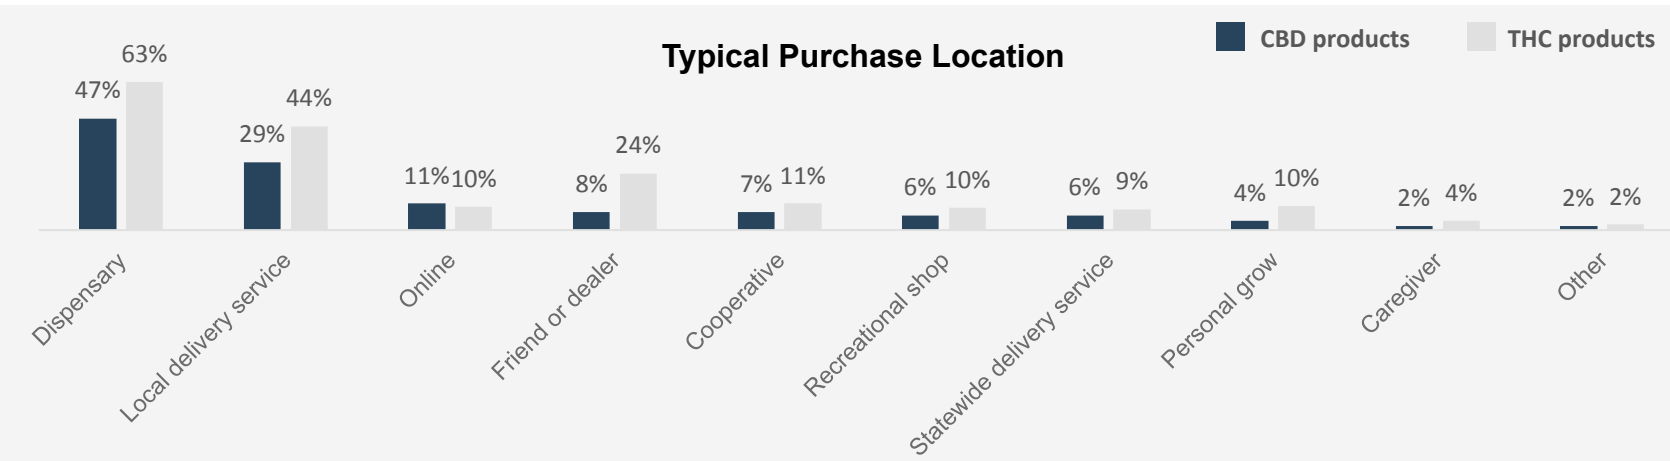 Typical Purchase Location
CBD products
THC products
47% 63%
29% 44%
11% 10%
8% 24%
7% 11%
6% 10%
6% 9%
4% 10%
2% 4%
2% 2%
Dispensary
Local delivery service
Online
Friend or dealer
Cooperative
Recreational shop
Statewide delivery service
Personal grow
Caregiver
Other